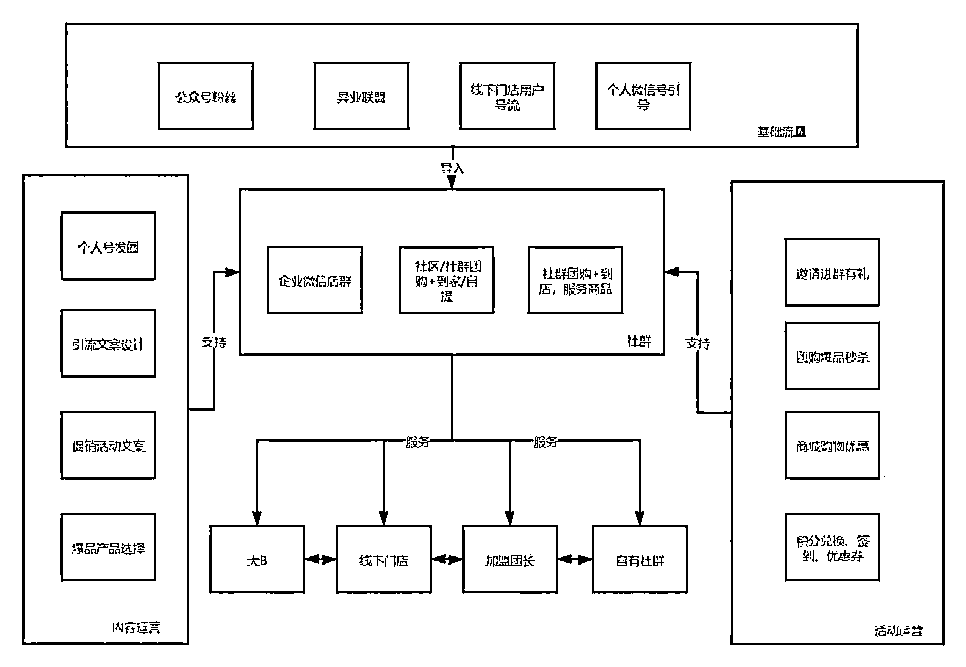 公众号粉丝
异业联盟
线下门店用户
导流
个人微信号引
导
基础流量
导入
个人号发圈
引流文案设计
促销活动文案
爆品产品选择
内容运营
支持
企业微信店群
社区/社群团
购+到家/自
提
社群团购+到
店，服务商品
社群
支持
邀请进群有礼
团购爆品秒杀
商城购物优惠
积分兑换、签
到、优惠券
活动运营
服务
服务
大B
线下门店
加盟团长
自有社群